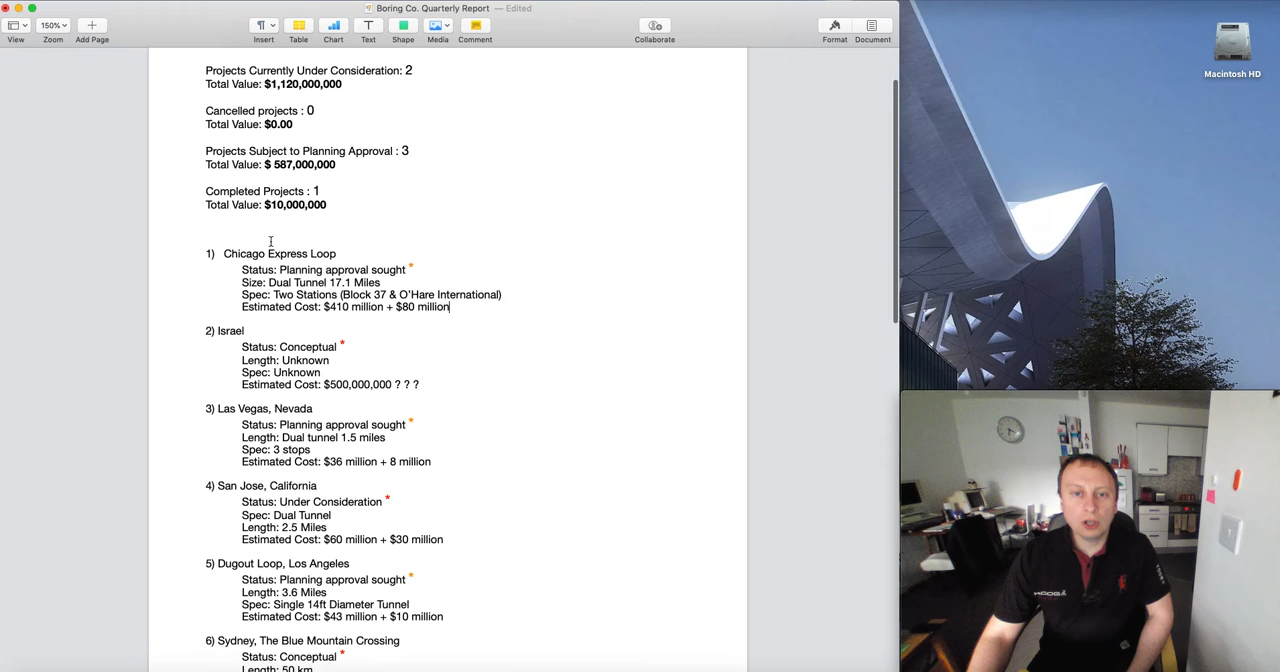 Boring Co. Quarterly Report — Edited
150%
View
Zoom
Add Page
Insert
Table
Chart
Text
Shape
Media
Comment
Collaborate
Format
Document
Projects Currently Under Consideration: 2
Total Value: $1,120,000,000
Cancelled projects : 0
Total Value: $0.00
Projects Subject to Planning Approval : 3
Total Value: $ 587,000,000
Completed Projects : 1
Total Value: $10,000,000
1) Chicago Express Loop
Status: Planning approval sought *
Size: Dual Tunnel 17.1 Miles
Spec: Two Stations (Block 37 & O'Hare International)
Estimated Cost: $410 million + $80 million
2) Israel
Status: Conceptual *
Length: Unknown
Spec: Unknown
Estimated Cost: $500,000,000 ? ? ?
3) Las Vegas, Nevada
Status: Planning approval sought *
Length: Dual tunnel 1.5 miles
Spec: 3 stops
Estimated Cost: $36 million + 8 million
4) San Jose, California
Status: Under Consideration *
Spec: Dual Tunnel
Length: 2.5 Miles
Estimated Cost: $60 million + $30 million
5) Dugout Loop, Los Angeles
Status: Planning approval sought *
Length: 3.6 Miles
Spec: Single 14ft Diameter Tunnel
Estimated Cost: $43 million + $10 million
6) Sydney, The Blue Mountain Crossing
Status: Conceptual *
Length: 50 km
Macintosh HD